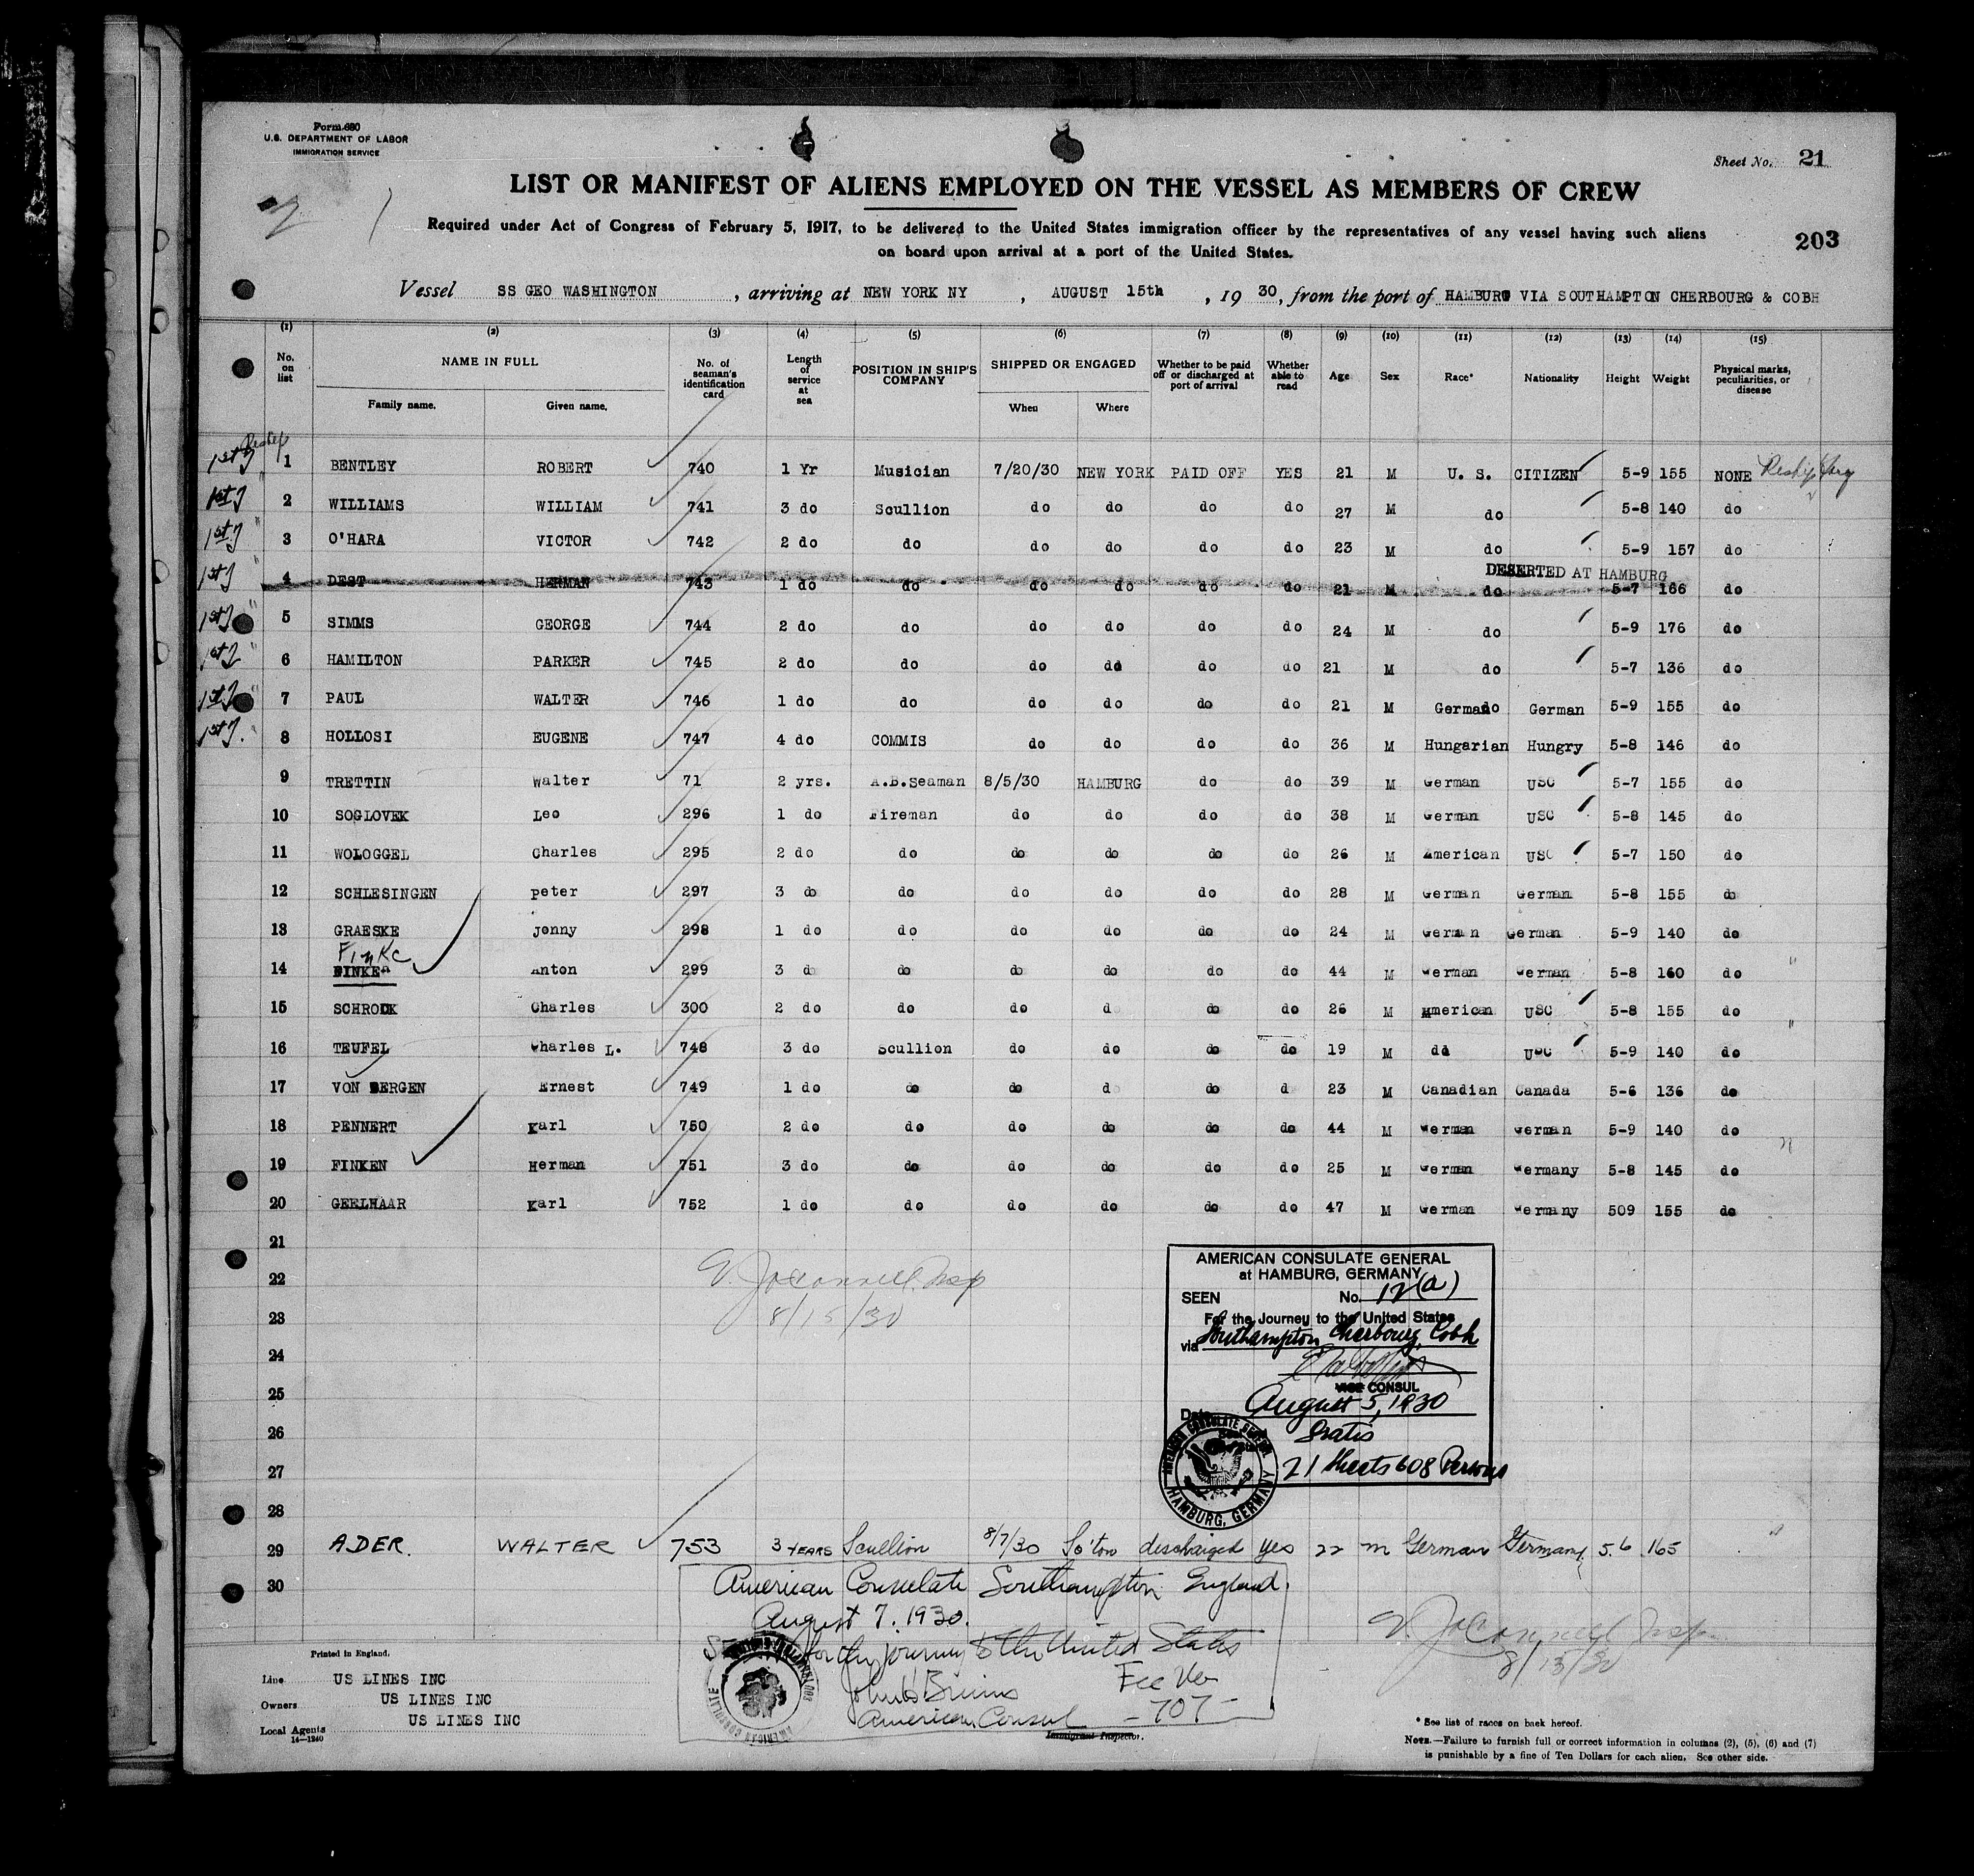 Form 680
U.S. DEPARTMENT OF LABOR
IMMIGRATION SERVICE
Sheet No. 21
LIST OR MANIFEST OF ALIENS EMPLOYED ON THE VESSEL AS MEMBERS OF CREW
Required under Act of Congress of February 5, 1917, to be delivered to the United States immigration officer by the representatives of any vessel having such aliens
on board upon arrival at a port of the United States.
203
Vessel SS GEO WASHINGTON, arriving at NEW YORK NY, AUGUST 15th, 1930, from the port of HAMBURG VIA SOUTHAMPTON CHERBOURG & COBH
(1) (2) (3) (4) (5) (6) (7) (8) (9) (10) (11) (12) (13) (14) (15)
No. on list NAME IN FULL Family name. Given name. No. of seaman's identification card Length of service at sea POSITION IN SHIP'S COMPANY SHIPPED OR ENGAGED When Where Whether to be paid off or discharged at port of arrival Whether able to read Age Sex Race* Nationality Height Weight Physical marks, peculiarities, or disease
1 BENTLEY ROBERT 740 1 Yr Musician 7/20/30 NEW YORK PAID OFF YES 21 M U. S. CITIZEN 5-9 155 NONE
2 WILLIAMS WILLIAM 741 3 do Scullion do do do do 27 M do 5-8 140 do
3 O'HARA VICTOR 742 2 do do do do do do 23 M do 5-9 157 do
DESERTED AT HAMBURG
4 DEST HERMAN 743 1 do do do do do do 21 M do 5-7 166 do
5 SIMMS GEORGE 744 2 do do do do do do 24 M do 5-9 176 do
6 HAMILTON PARKER 745 2 do do do do do do 21 M do 5-7 136 do
7 PAUL WALTER 746 1 do do do do do do 21 M German German 5-9 155 do
8 HOLLOSI EUGENE 747 4 do COMMIS do do do do 36 M Hungarian Hungry 5-8 146 do
9 TRETTIN Walter 71 2 yrs. A.B.Seaman 8/5/30 HAMBURG do do 39 M German USC 5-7 155 do
10 SOGLOVEK Leo 296 1 do Fireman do do do do 38 M German USC 5-8 145 do
11 WOLOGGEL Charles 295 2 do do do do do do 26 M American USC 5-7 150 do
12 SCHLESINGEN peter 297 3 do do do do do do 28 M German German 5-8 155 do
13 GRAESKE jonny 298 1 do do do do do do 24 M German German 5-9 140 do
Finke
14 FINKEn Anton 299 3 d do do do do do 44 M German German 5-8 160 do
15 SCHROCK Charles 300 2 do do do d do do 26 M American USC 5-8 155 do
16 TEUFEL Charles L. 748 3 do Scullion do do do do 19 M do USC 5-9 140 do
17 VON BERGEN Ernest 749 1 do do do d do d 23 M Canadian Canada 5-6 136 do
18 PENNERT Karl 750 2 do do do do do do 44 M German German 5-9 140 do
19 FINKEN Herman 751 3 do do do do do do 25 M German Germany 5-8 145 do
20 GEELHAAR Karl 752 1 do do do do do do 47 M German Germany 509 155 do
21
22
23
24
25
26
27
28
8/15/30
AMERICAN CONSULATE GENERAL
at HAMBURG, GERMANY
SEEN No. 12(a)
For the Journey to the United States
via Southampton, Cherbourg, Cobh
VICE CONSUL
Date August 5, 1930
Gratis
21 Sheets 608 Persons
AMERICAN CONSULATE GENERAL HAMBURG, GERMANY
29 ADER. WALTER 753 3 YEARS Scullion 8/7/30 So'ton discharged yes 22 m German Germany 5.6 165
30
American Consulate Southampton England.
August 7. 1930.
for the journey to the United States
Fee No
American Consul - 707 -
8/15/30
Printed in England.
Line US LINES INC
Owners US LINES INC
Local Agents US LINES INC
14—1240
Immigrant Inspector.
* See list of races on back hereof.
NOTE.—Failure to furnish full or correct information in columns (2), (5), (6) and (7)
is punishable by a fine of Ten Dollars for each alien. See other side.